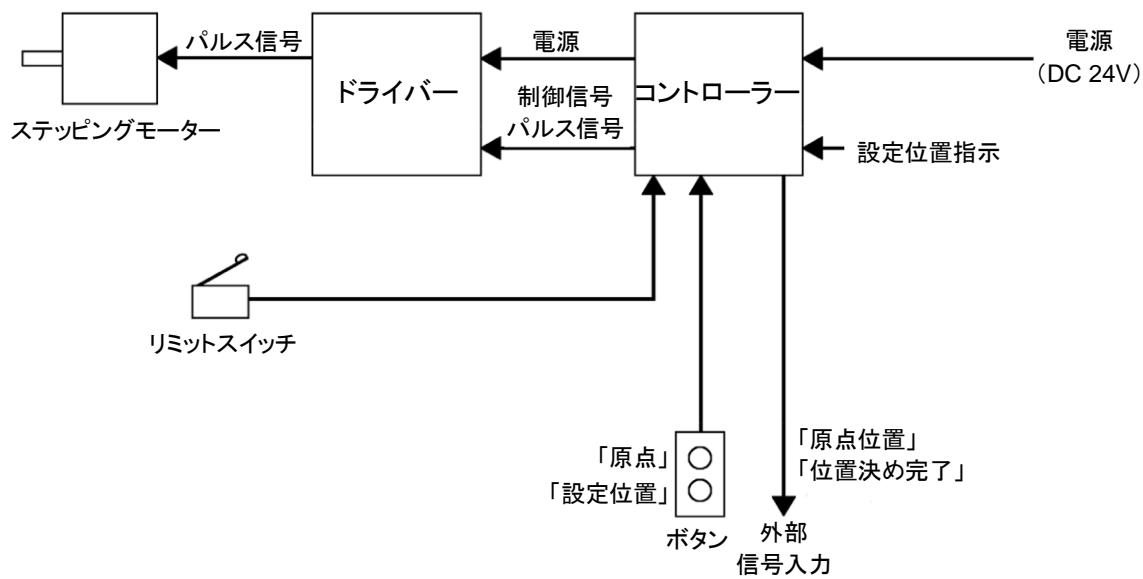 パルス信号
ステッピングモーター
ドライバー
電源
制御信号
パルス信号
コントローラー
電源
（DC 24V）
設定位置指示
リミットスイッチ
「原点」
「設定位置」
ボタン
「原点位置」
「位置決め完了」
外部
信号入力